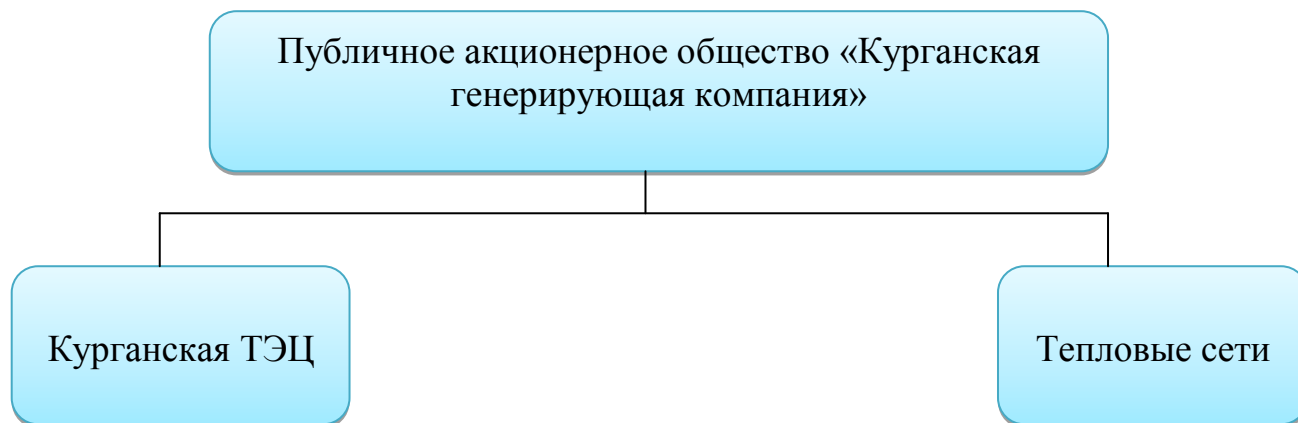 Публичное акционерное общество «Курганская
генерирующая компания»
Курганская ТЭЦ
Тепловые сети